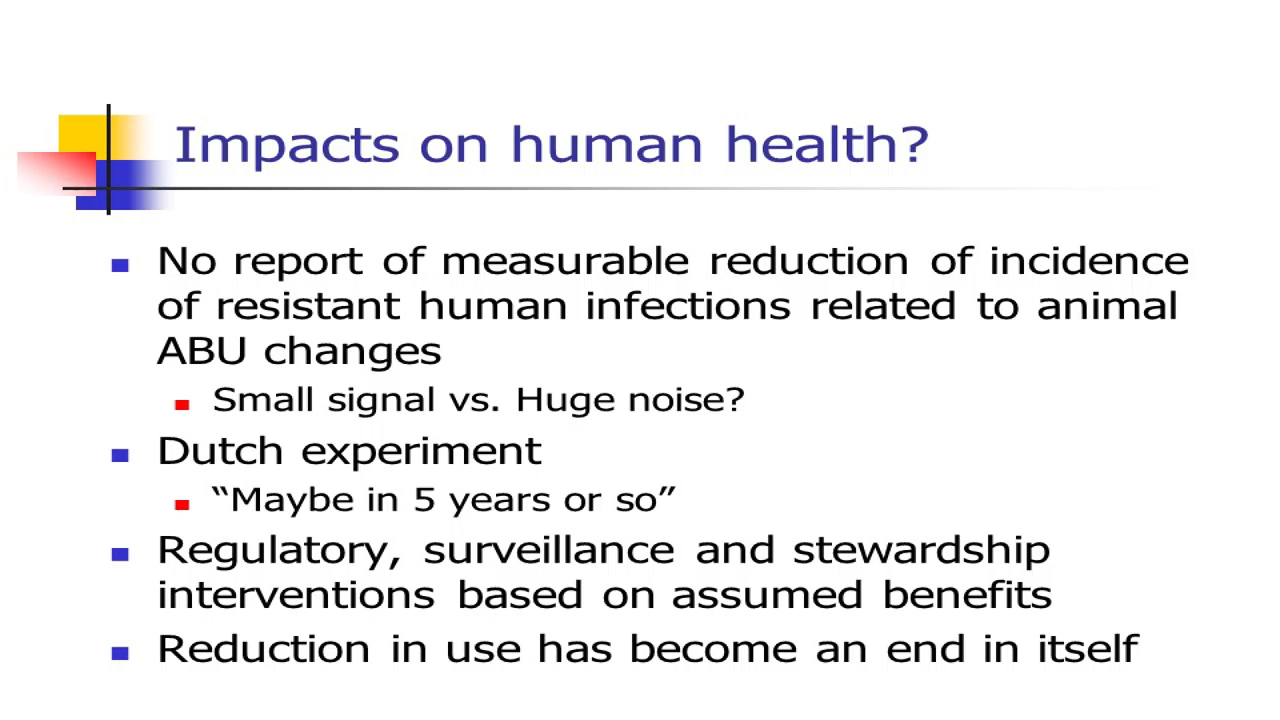 Impacts on human health?
No report of measurable reduction of incidence
of resistant human infections related to animal
ABU changes
Small signal vs. Huge noise?
Dutch experiment
“Maybe in 5 years or so”
Regulatory, surveillance and stewardship
interventions based on assumed benefits
Reduction in use has become an end in itself